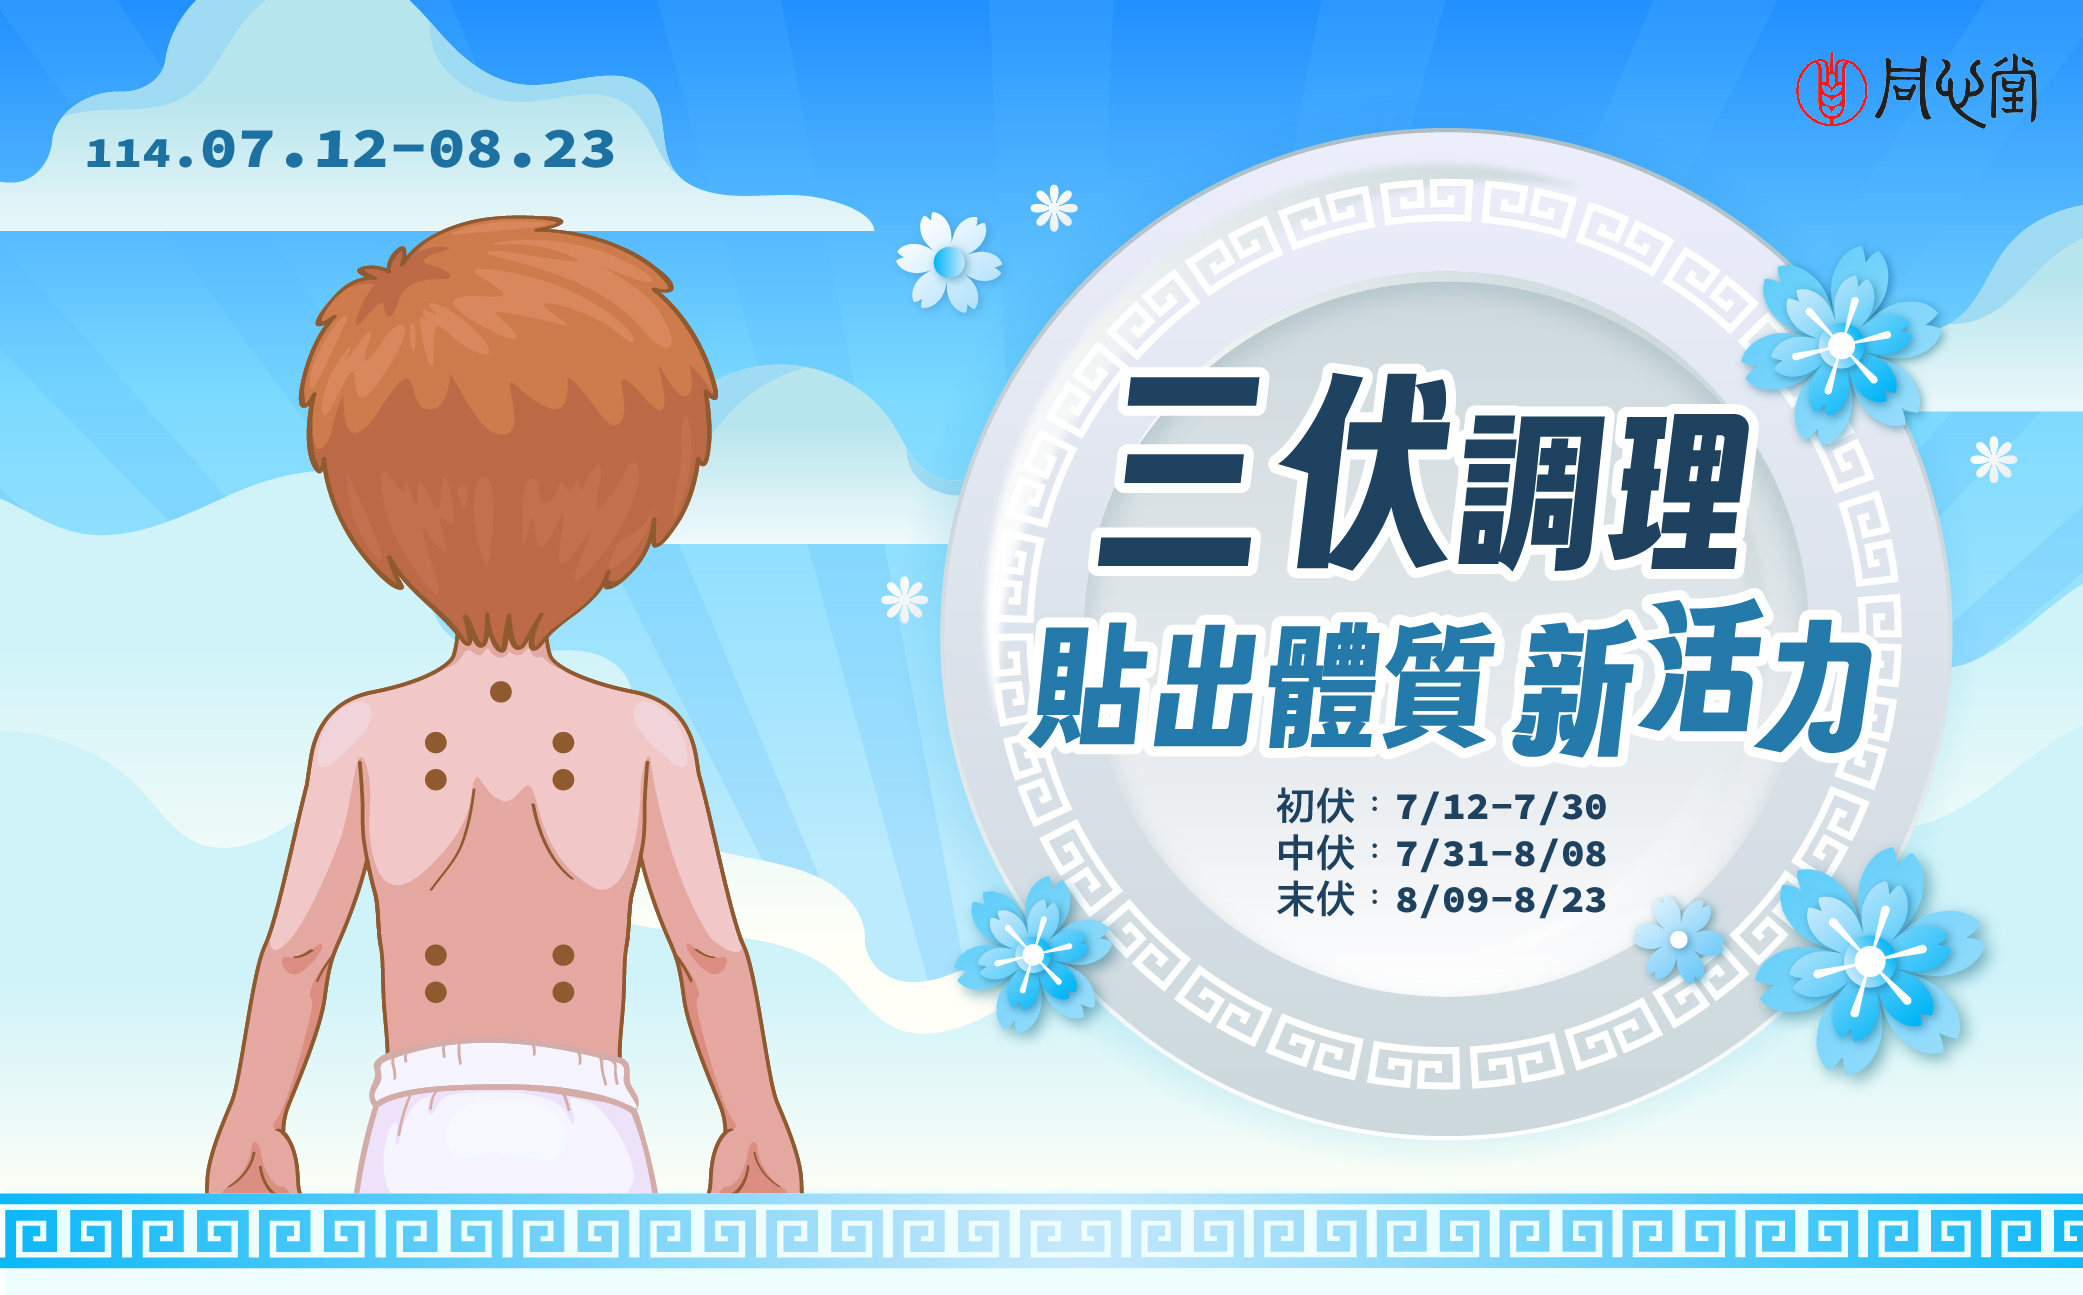 114.07.12-08.23
同心堂
三伏調理
貼出體質 新活力
初伏：7/12-7/30
中伏：7/31-8/08
末伏：8/09-8/23